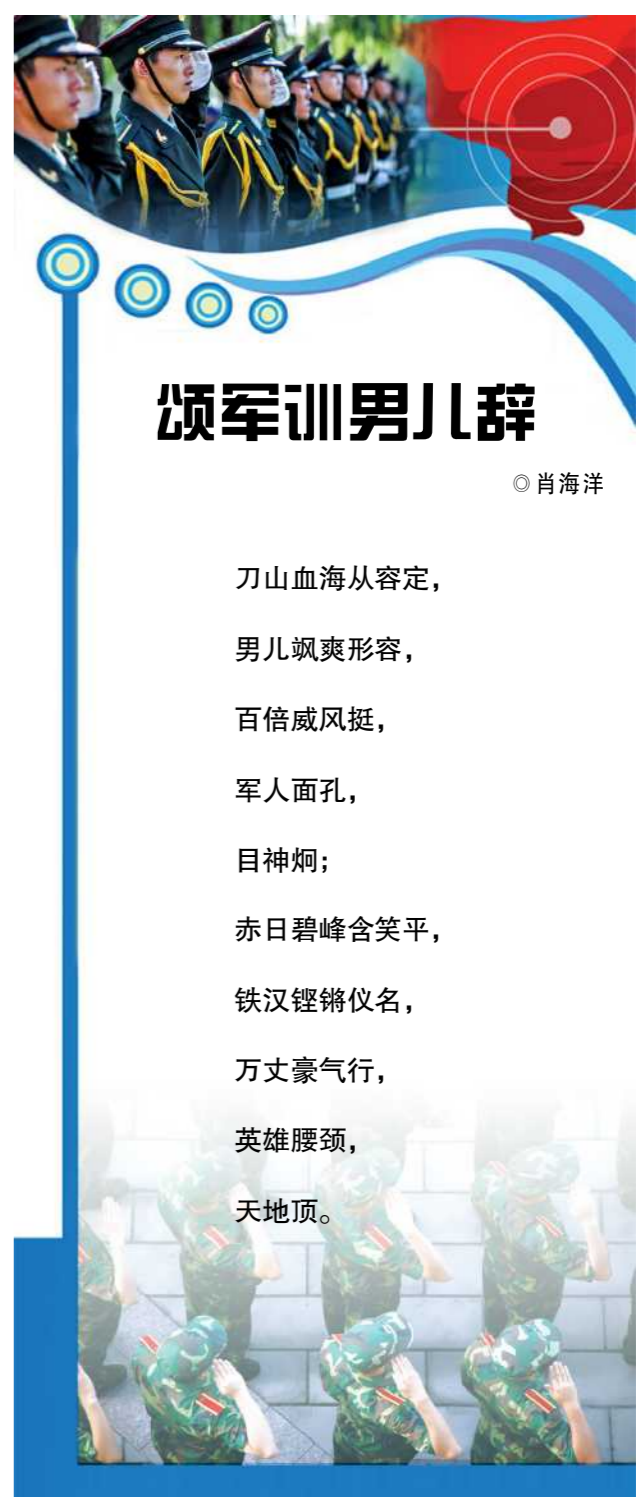 颂军训男儿辞
◎肖海洋
刀山血海从容定，
男儿飒爽形容，
百倍威风挺，
军人面孔，
目神炯；
赤日碧峰含笑平，
铁汉铿锵仪名，
万丈豪气行，
英雄腰颈，
天地顶。